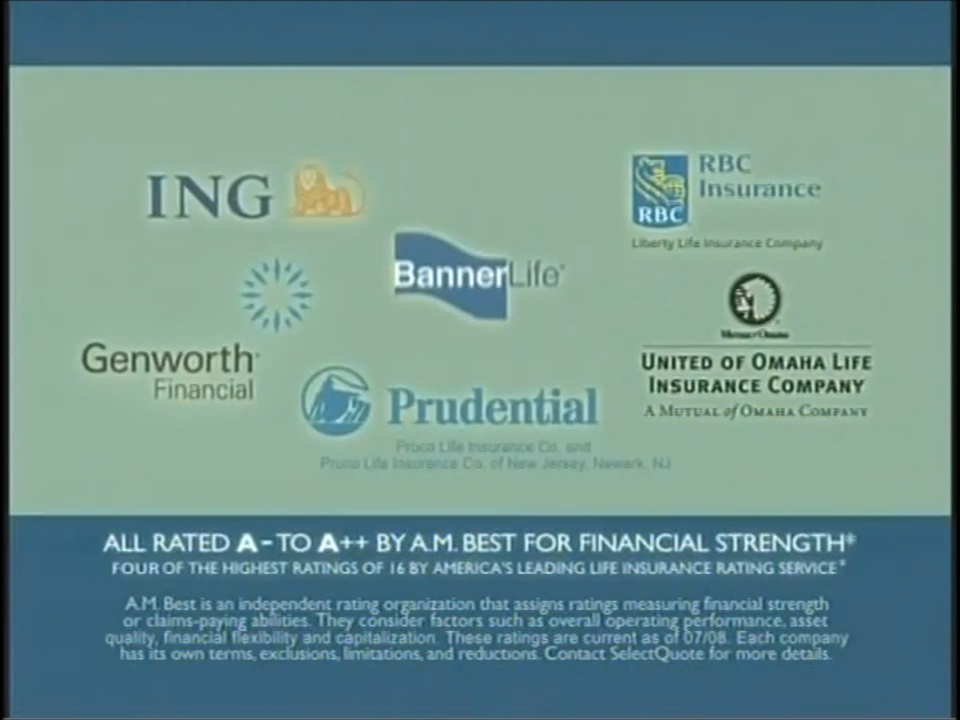 ING
RBC
Insurance
RBC
Liberty Life Insurance Company
BannerLife®
Mutual of Omaha
Genworth
Financial
UNITED OF OMAHA LIFE
INSURANCE COMPANY
A MUTUAL of OMAHA COMPANY
Prudential
Pruco Life Insurance Co. and
Pruco Life Insurance Co. of New Jersey, Newark, NJ
ALL RATED A- TO A++ BY A.M. BEST FOR FINANCIAL STRENGTH*
FOUR OF THE HIGHEST RATINGS OF 16 BY AMERICA'S LEADING LIFE INSURANCE RATING SERVICE*
A.M. Best is an independent rating organization that assigns ratings measuring financial strength
or claims-paying abilities. They consider factors such as overall operating performance, asset
quality, financial flexibility and capitalization. These ratings are current as of 07/08. Each company
has its own terms, exclusions, limitations, and reductions. Contact SelectQuote for more details.